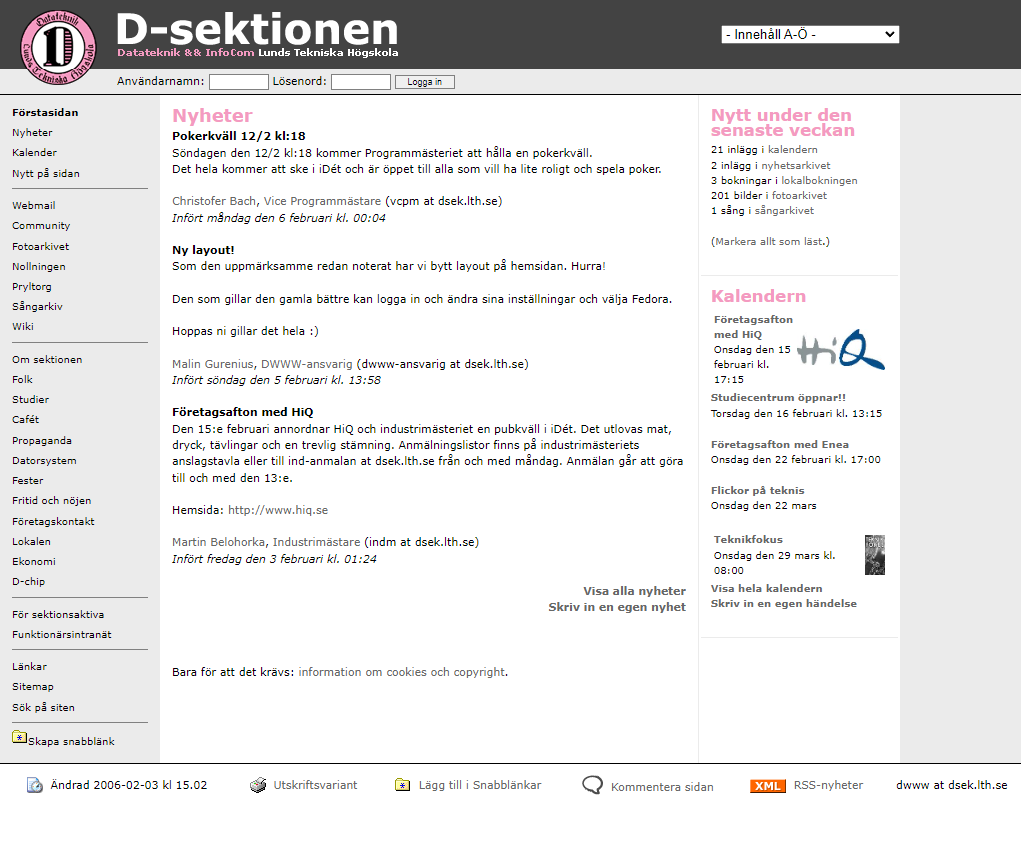 Datateknik
Lunds Tekniska Högskola
D-sektionen
Datateknik && InfoCom Lunds Tekniska Högskola
- Innehåll A-Ö -
Användarnamn: Lösenord: Logga in
Förstasidan
Nyheter
Kalender
Nytt på sidan
Webmail
Community
Fotoarkivet
Nollningen
Pryltorg
Sångarkiv
Wiki
Om sektionen
Folk
Studier
Cafét
Propaganda
Datorsystem
Fester
Fritid och nöjen
Företagskontakt
Lokalen
Ekonomi
D-chip
För sektionsaktiva
Funktionärsintranät
Länkar
Sitemap
Sök på siten
Skapa snabblänk
Nyheter
Pokerkväll 12/2 kl:18
Söndagen den 12/2 kl:18 kommer Programmästeriet att hålla en pokerkväll.
Det hela kommer att ske i iDét och är öppet till alla som vill ha lite roligt och spela poker.
Christofer Bach, Vice Programmästare (vcpm at dsek.lth.se)
Infört måndag den 6 februari kl. 00:04
Ny layout!
Som den uppmärksamme redan noterat har vi bytt layout på hemsidan. Hurra!
Den som gillar den gamla bättre kan logga in och ändra sina inställningar och välja Fedora.
Hoppas ni gillar det hela :)
Malin Gurenius, DWWW-ansvarig (dwww-ansvarig at dsek.lth.se)
Infört söndag den 5 februari kl. 13:58
Företagsafton med HiQ
Den 15:e februari annordnar HiQ och industrimästeriet en pubkväll i iDét. Det utlovas mat,
dryck, tävlingar och en trevlig stämning. Anmälningslistor finns på industrimästeriets
anslagstavla eller till ind-anmalan at dsek.lth.se från och med måndag. Anmälan går att göra
till och med den 13:e.
Hemsida: http://www.hiq.se
Martin Belohorka, Industrimästare (indm at dsek.lth.se)
Infört fredag den 3 februari kl. 01:24
Visa alla nyheter
Skriv in en egen nyhet
Bara för att det krävs: information om cookies och copyright.
Nytt under den
senaste veckan
21 inlägg i kalendern
2 inlägg i nyhetsarkivet
3 bokningar i lokalbokningen
201 bilder i fotoarkivet
1 sång i sångarkivet
(Markera allt som läst.)
Kalendern
Företagsafton
med HiQ
Onsdag den 15
februari kl.
17:15
HiQ
Studiecentrum öppnar!!
Torsdag den 16 februari kl. 13:15
Företagsafton med Enea
Onsdag den 22 februari kl. 17:00
Flickor på teknis
Onsdag den 22 mars
Teknikfokus
Onsdag den 29 mars kl.
08:00
Visa hela kalendern
Skriv in en egen händelse
Ändrad 2006-02-03 kl 15.02
Utskriftsvariant
Lägg till i Snabblänkar
Kommentera sidan
XML RSS-nyheter
dwww at dsek.lth.se